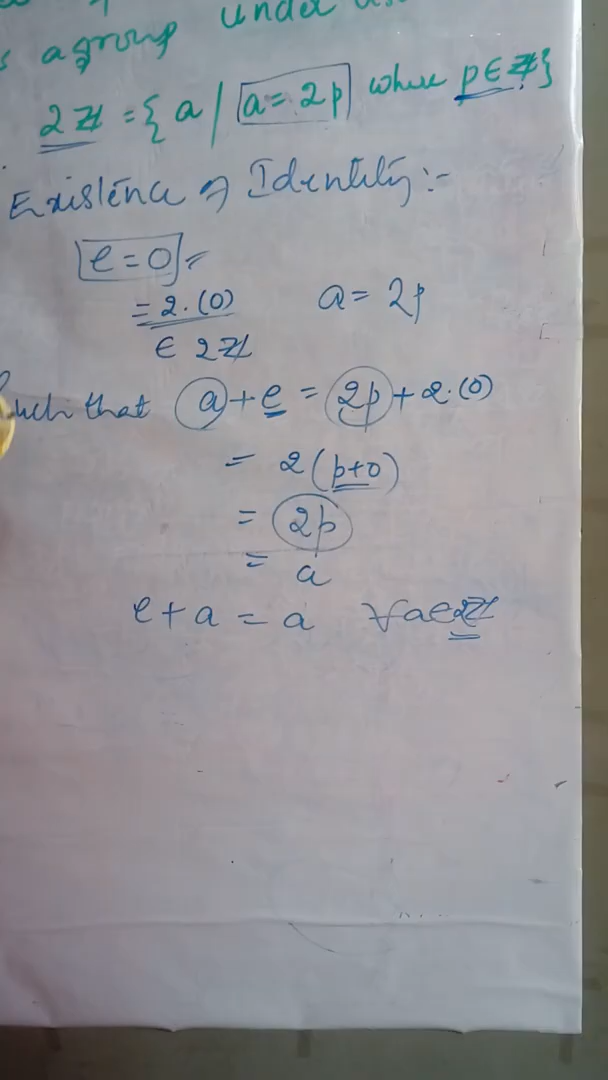 a group under
2ℤ = { a | a = 2p where p ∈ ℤ }
Existence of Identity :-
e = 0
= 2.(0) a = 2p
∈ 2ℤ
Such that a + e = 2p + 2.(0)
= 2(p+0)
= 2p
= a
e + a = a ∀ a ∈ 2ℤ